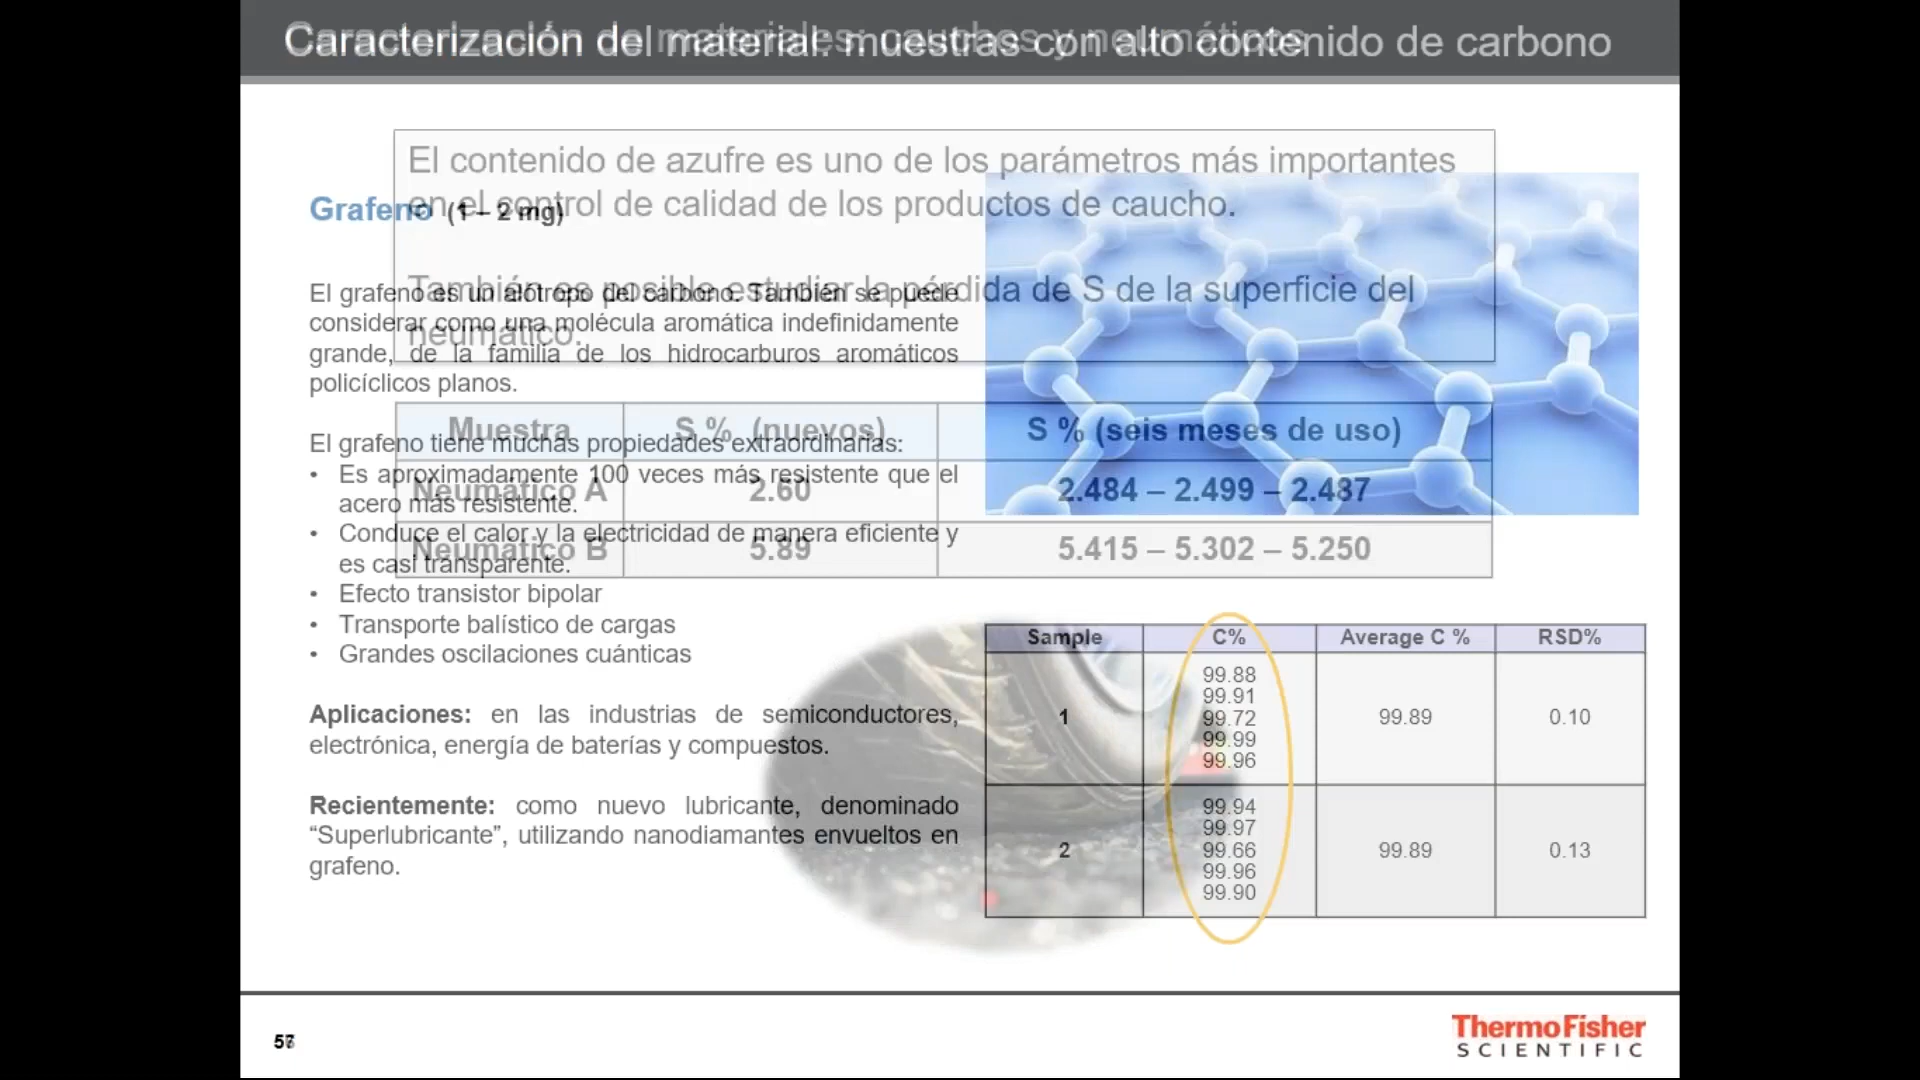 Caracterización del material: muestras con alto contenido de carbono
Caracterización de materiales: cauchos y neumáticos
El contenido de azufre es uno de los parámetros más importantes
en el control de calidad de los productos de caucho.
También es posible estudiar la pérdida de S de la superficie del
neumático.
Muestra S % (nuevos) S % (seis meses de uso)
Neumático A 2.60 2.484 – 2.499 – 2.487
Neumático B 5.89 5.415 – 5.302 – 5.250
Grafeno (1 – 2 mg)
El grafeno es un alótropo del carbono. También se puede
considerar como una molécula aromática indefinidamente
grande, de la familia de los hidrocarburos aromáticos
policíclicos planos.
El grafeno tiene muchas propiedades extraordinarias:
• Es aproximadamente 100 veces más resistente que el
acero más resistente.
• Conduce el calor y la electricidad de manera eficiente y
es casi transparente.
• Efecto transistor bipolar
• Transporte balístico de cargas
• Grandes oscilaciones cuánticas
Aplicaciones: en las industrias de semiconductores,
electrónica, energía de baterías y compuestos.
Recientemente: como nuevo lubricante, denominado
“Superlubricante”, utilizando nanodiamantes envueltos en
grafeno.
Sample C% Average C % RSD%
1 99.88 99.89 0.10
99.91
99.72
99.99
99.96
2 99.94 99.89 0.13
99.97
99.66
99.96
99.90
ThermoFisher
SCIENTIFIC